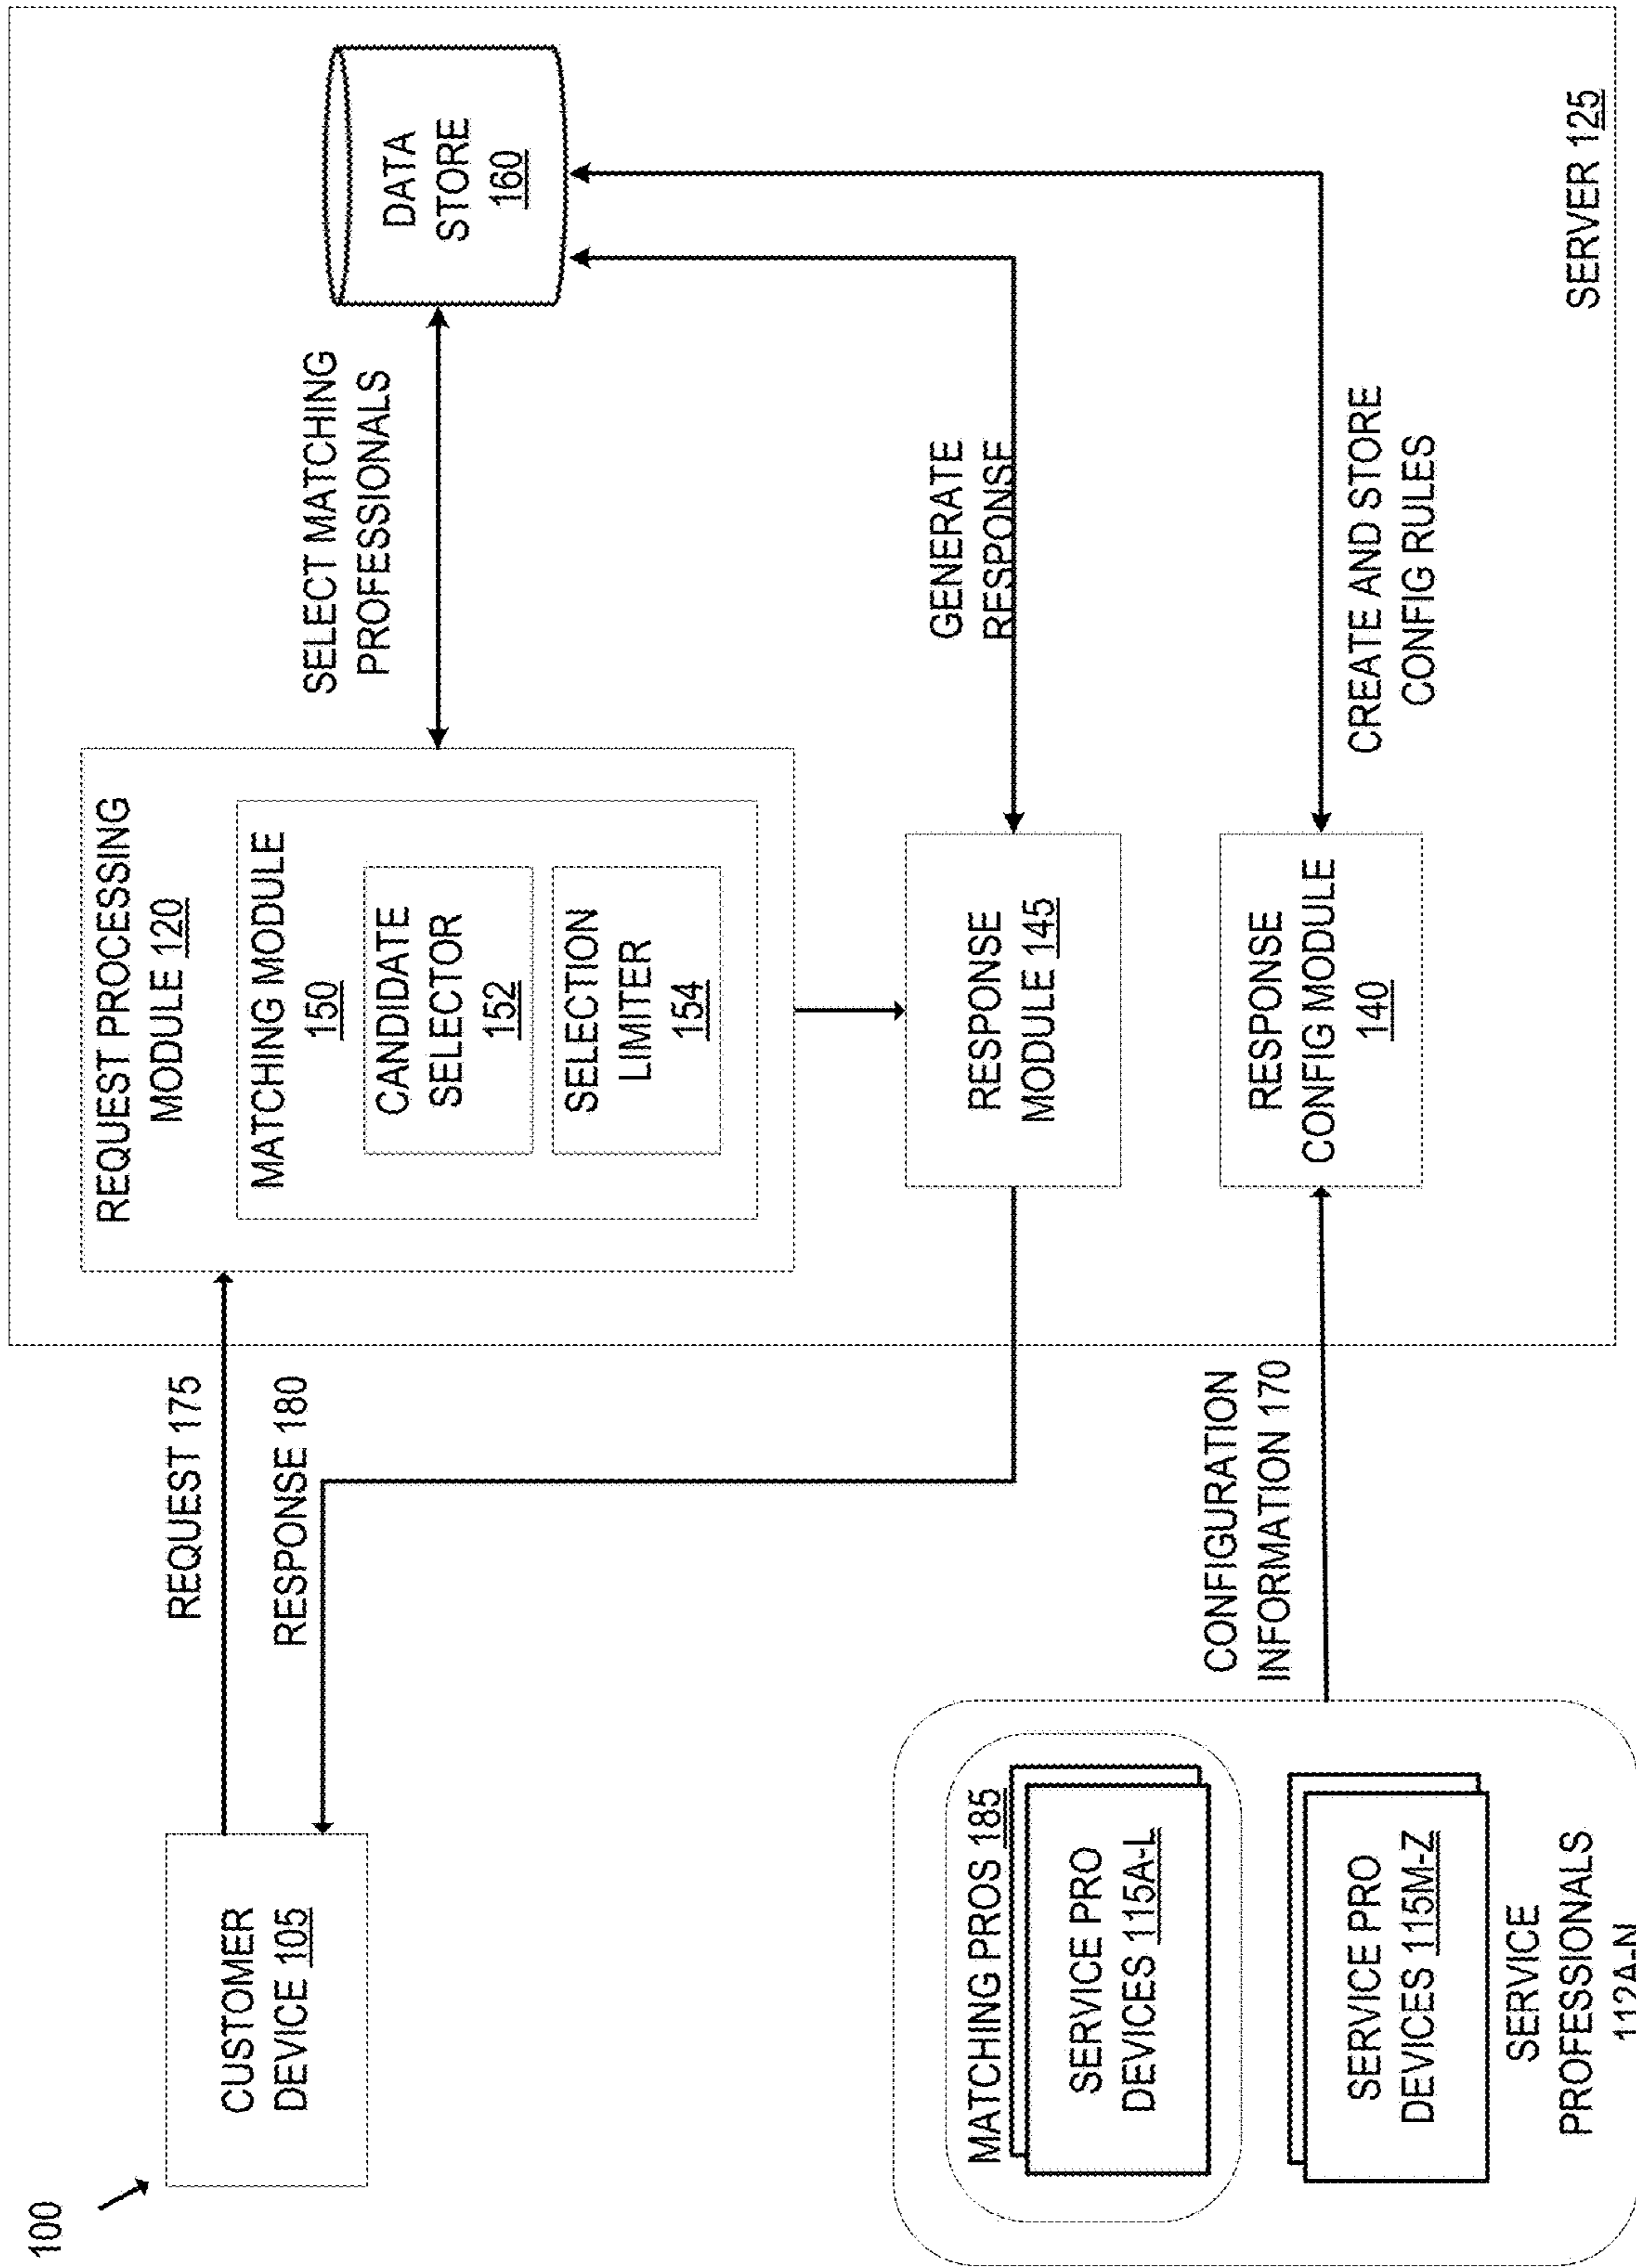 100
CUSTOMER
DEVICE 105
REQUEST 175
RESPONSE 180
REQUEST PROCESSING
MODULE 120
MATCHING MODULE
150
CANDIDATE
SELECTOR
152
SELECTION
LIMITER
154
SELECT MATCHING
PROFESSIONALS
DATA
STORE
160
GENERATE
RESPONSE
RESPONSE
MODULE 145
MATCHING PROS 185
SERVICE PRO
DEVICES 115A-L
SERVICE PRO
DEVICES 115M-Z
SERVICE
PROFESSIONALS
112A-N
CONFIGURATION
INFORMATION 170
RESPONSE
CONFIG MODULE
140
CREATE AND STORE
CONFIG RULES
SERVER 125